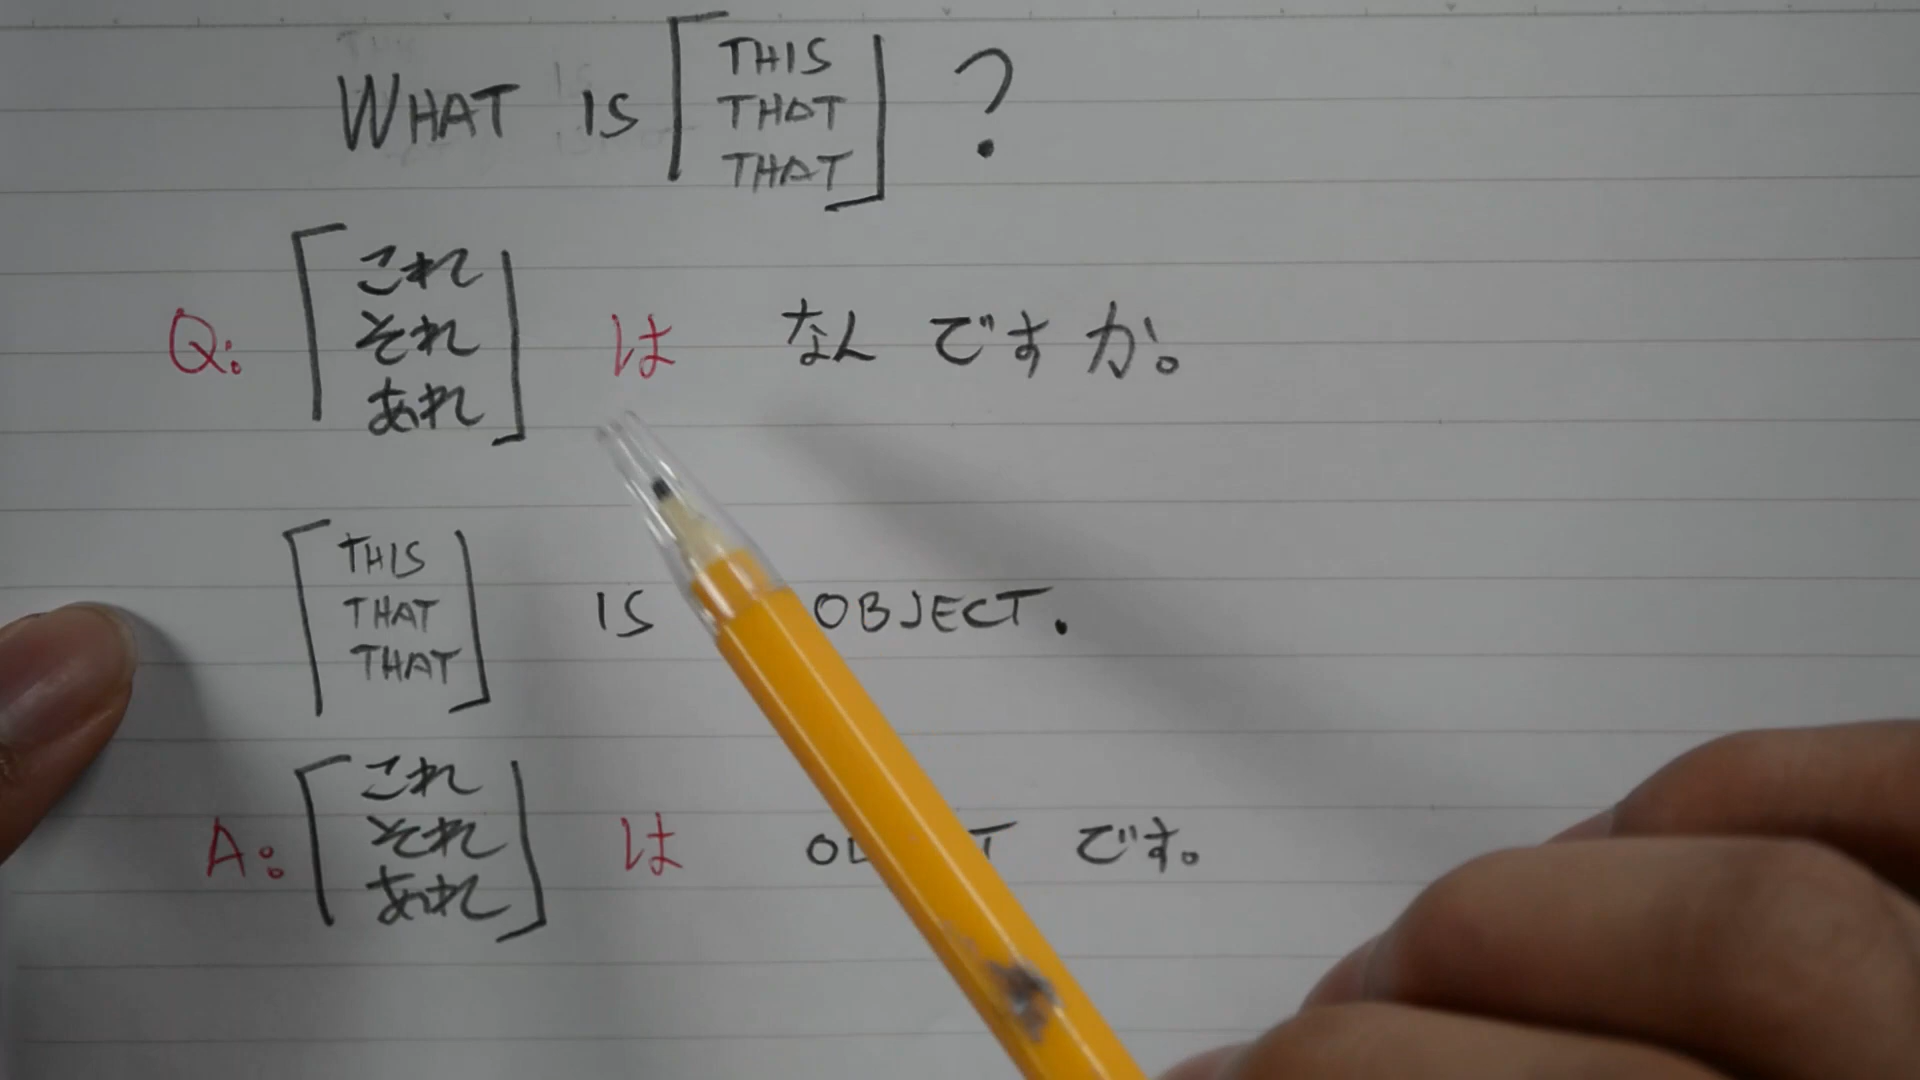 WHAT IS [THIS THAT THAT] ?
Q: [これ それ あれ] は なん ですか。
[THIS THAT THAT] IS OBJECT.
A: [これ それ あれ] は です。